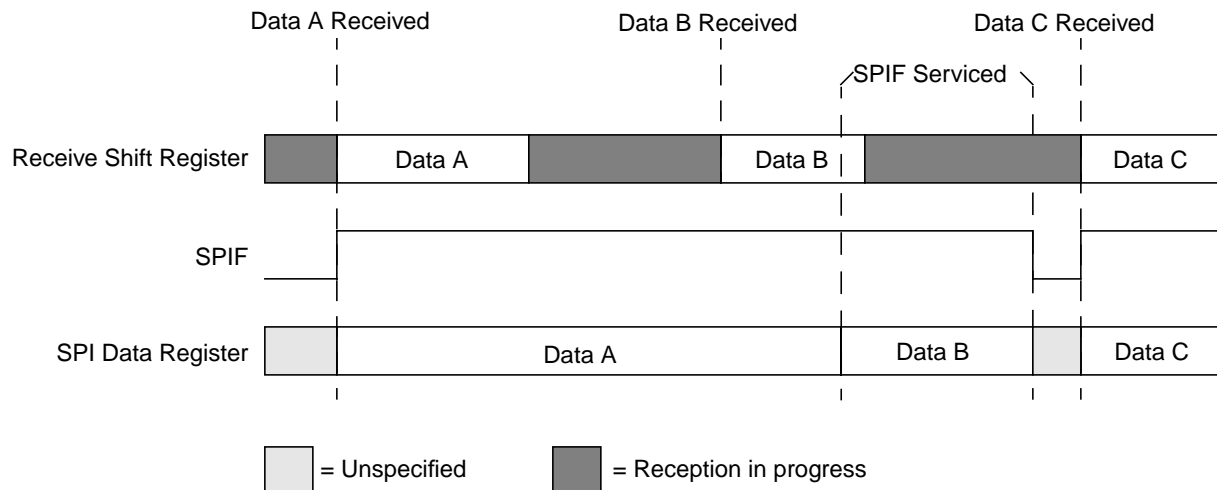 Data A Received
Data B Received
Data C Received
SPIF Serviced
Receive Shift Register
Data A
Data B
Data C
SPIF
SPI Data Register
Data A
Data B
Data C
= Unspecified
= Reception in progress